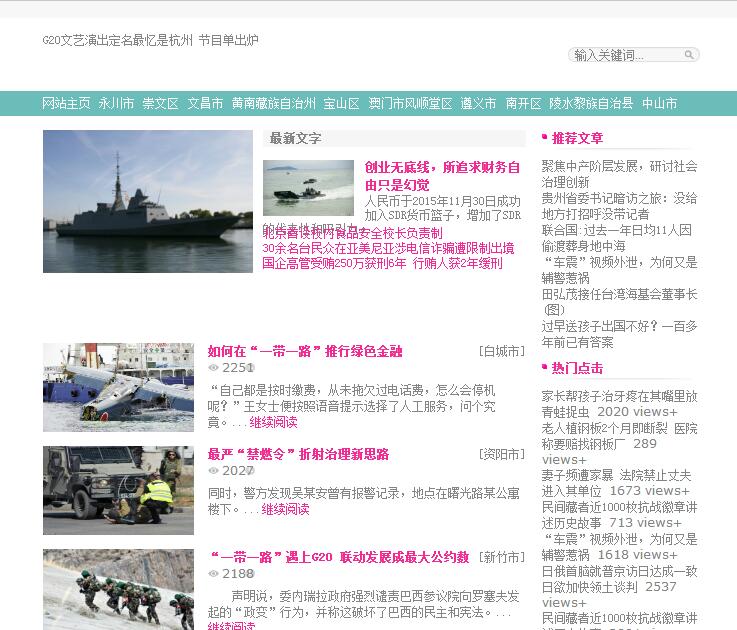 G20文艺演出定名最忆是杭州 节目单出炉
输入关键词...
网站主页 永川市 崇文区 文昌市 黄南藏族自治州 宝山区 澳门市风顺堂区 遵义市 南开区 陵水黎族自治县 中山市
最新文字
创业无底线，所追求财务自
由只是幻觉
人民币于2015年11月30日成功
加入SDR货币篮子，增加了SDR
的代表性和吸引力
北京首读校内食品安全校长负责制
30余名台民众在亚美尼亚涉电信诈骗遭限制出境
国企高管受贿250万获刑6年 行贿人获2年缓刑
如何在“一带一路”推行绿色金融
[白城市]
2251
“自己都是按时缴费，从未拖欠过电话费，怎么会停机
呢？”王女士便按照语音提示选择了人工服务，问个究
竟。...继续阅读
最严“禁燃令”折射治理新思路
[资阳市]
2027
同时，警方发现吴某安曾有报警记录，地点在曙光路某公寓
楼下。...继续阅读
“一带一路”遇上G20 联动发展成最大公约数
[新竹市]
2188
声明说，委内瑞拉政府强烈谴责巴西参议院向罗塞夫发
起的“政变”行为，并称这破坏了巴西的民主和宪法。...
继续阅读
推荐文章
聚焦中产阶层发展，研讨社会
治理创新
贵州省委书记暗访之旅：没给
地方打招呼没带记者
联合国:过去一年日均11人因
偷渡葬身地中海
“车震”视频外泄，为何又是
辅警惹祸
田弘茂接任台湾海基会董事长
(图)
过早送孩子出国不好？一百多
年前已有答案
热门点击
家长帮孩子治牙疼在其嘴里放
青蛙捉虫 2020 views+
老人植钢板2个月即断裂 医院
称要赔找钢板厂 289
views+
妻子频遭家暴 法院禁止丈夫
进入其单位 1673 views+
民间藏者近1000枚抗战徽章讲
述历史故事 713 views+
“车震”视频外泄，为何又是
辅警惹祸 1618 views+
日俄首脑就普京访日达成一致
日欲加快领土谈判 2537
views+
民间藏者近1000枚抗战徽章讲